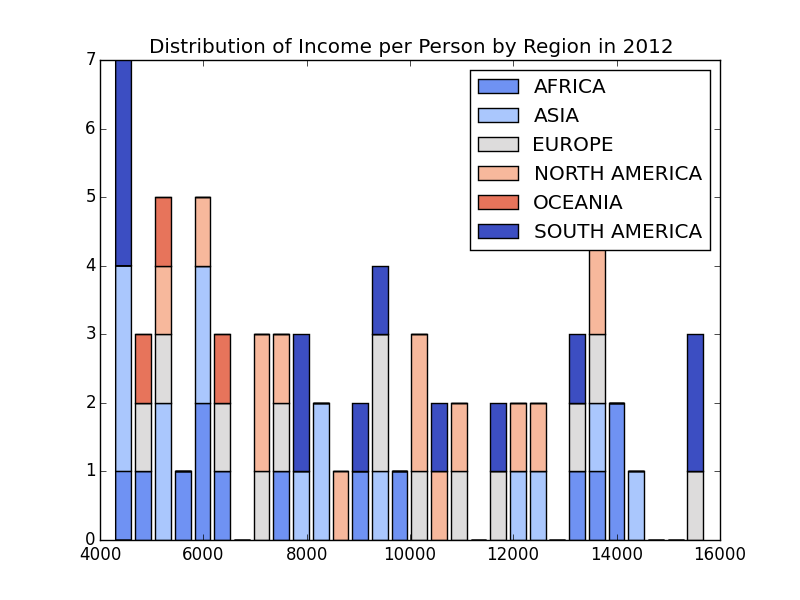 Distribution of Income per Person by Region in 2012
7
6
5
4
3
2
1
0
4000 6000 8000 10000 12000 14000 16000
AFRICA
ASIA
EUROPE
NORTH AMERICA
OCEANIA
SOUTH AMERICA